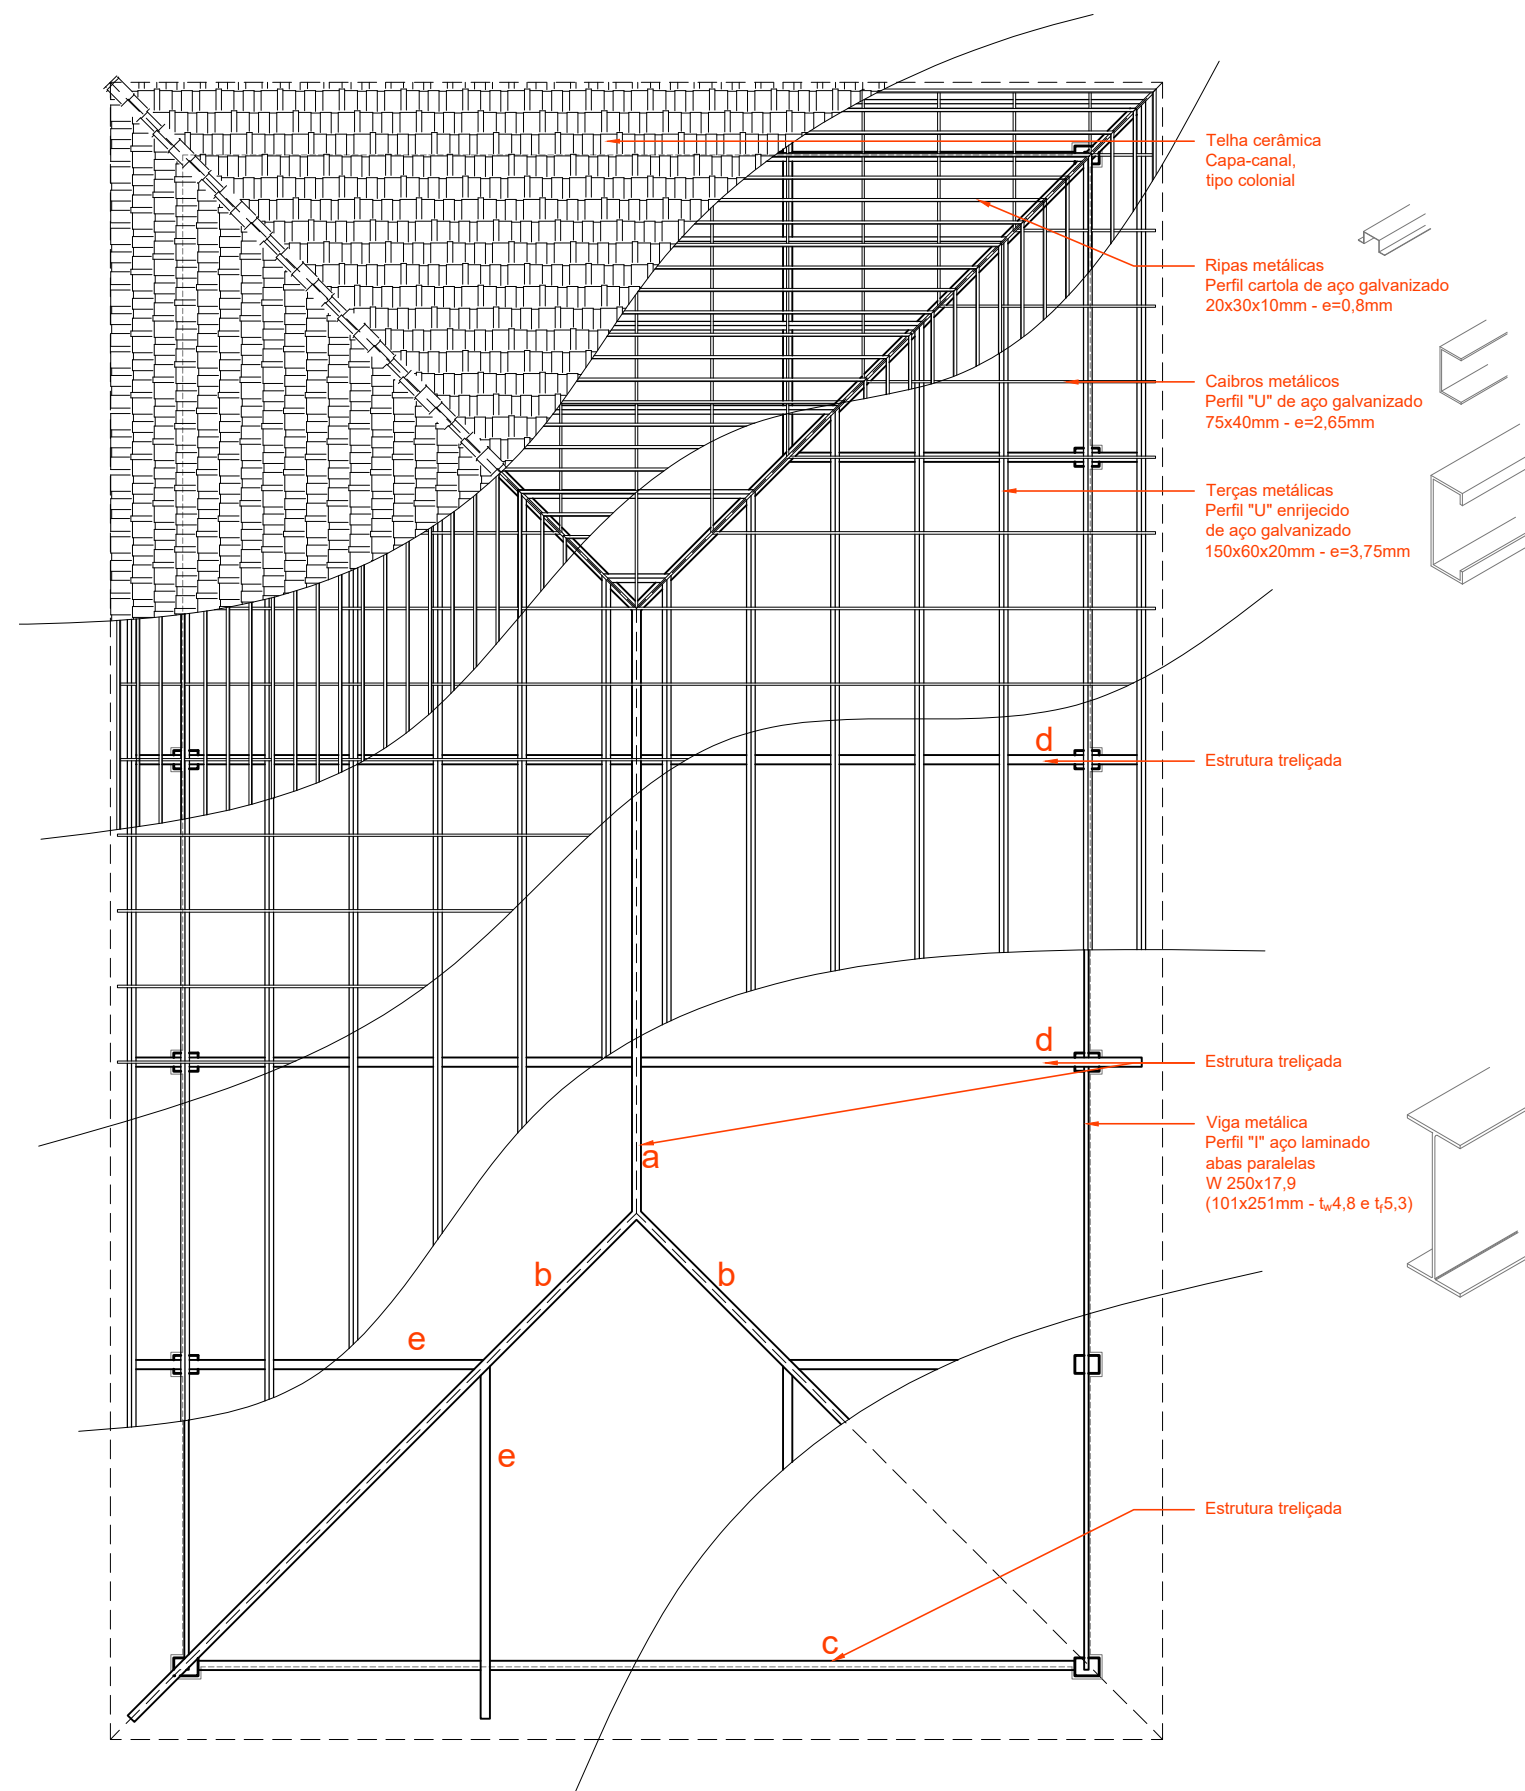 Telha cerâmica
Capa-canal,
tipo colonial
Ripas metálicas
Perfil cartola de aço galvanizado
20x30x10mm - e=0,8mm
Caibros metálicos
Perfil "U" de aço galvanizado
75x40mm - e=2,65mm
Terças metálicas
Perfil "U" enrijecido
de aço galvanizado
150x60x20mm - e=3,75mm
d
Estrutura treliçada
d
Estrutura treliçada
Viga metálica
Perfil "I" aço laminado
abas paralelas
W 250x17,9
(101x251mm - tw4,8 e tf5,3)
a
b b
e
e
Estrutura treliçada
c